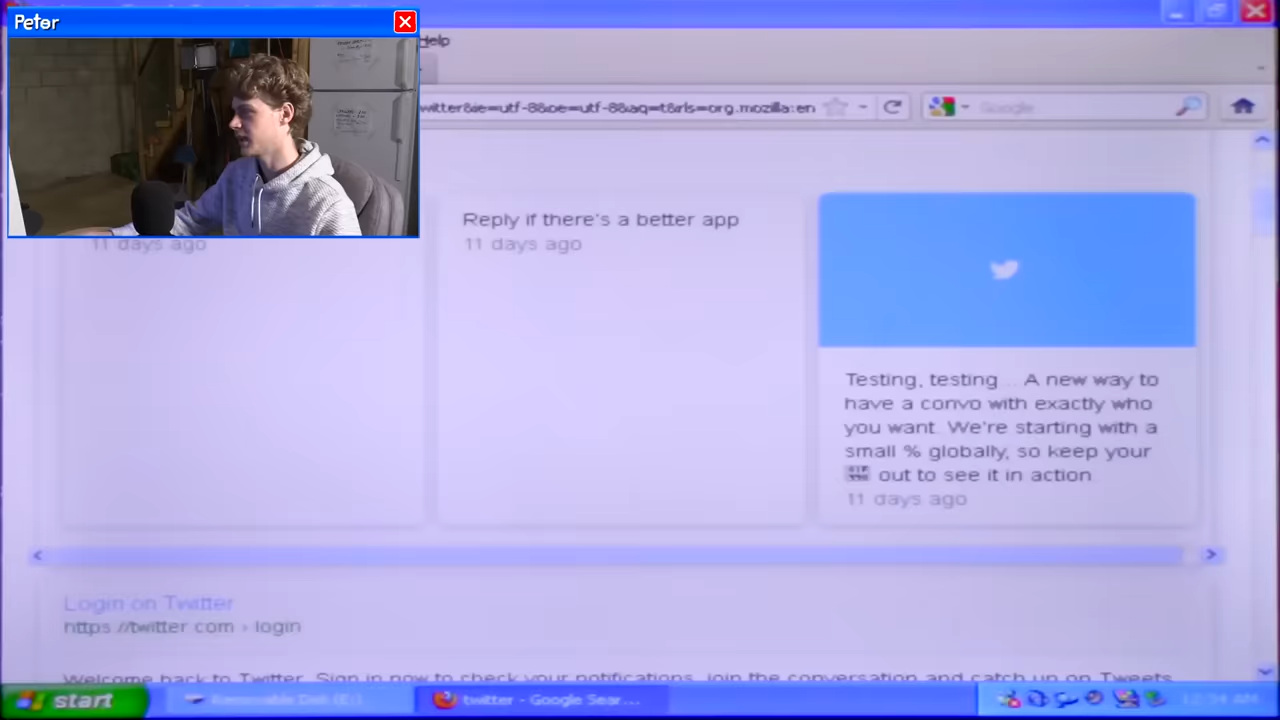 Peter
Help
witter&ie=utf-8&oe=utf-8&aq=t&rls=org.mozilla:en
Google
11 days ago
Reply if there's a better app
11 days ago
Testing, testing... A new way to
have a convo with exactly who
you want. We're starting with a
small % globally, so keep your
out to see it in action.
11 days ago
Login on Twitter
https://twitter.com › login
Welcome back to Twitter. Sign in now to check your notifications, join the conversation and catch up on Tweets
start
Removable Disk (E:)
twitter - Google Sear...
12:54 AM